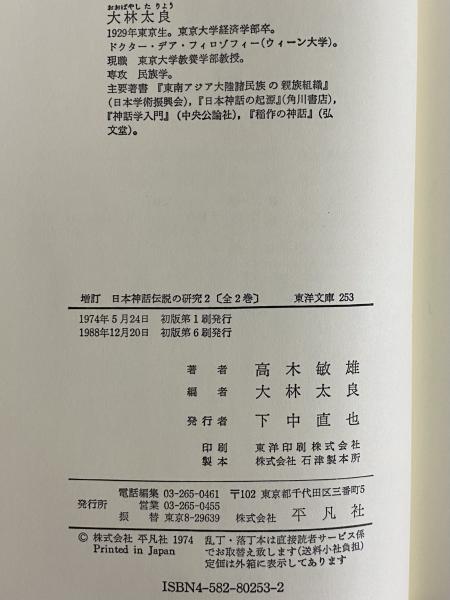 おおばやし たりょう
大林太良
1929年東京生。東京大学経済学部卒。
ドクター・デア・フィロゾフィー(ウィーン大学)。
現職　東京大学教養学部教授。
専攻　民族学。
主要著書　『東南アジア大陸諸民族の親族組織』
(日本学術振興会)，『日本神話の起源』(角川書店)，
『神話学入門』(中央公論社)，『稲作の神話』(弘
文堂)。
増訂　日本神話伝説の研究2〔全2巻〕　東洋文庫 253
1974年5月24日　初版第1刷発行
1988年12月20日　初版第6刷発行
著者　高木敏雄
編者　大林太良
発行者　下中直也
印刷　東洋印刷株式会社
製本　株式会社石津製本所
電話編集 03-265-0461　〒102 東京都千代田区三番町5
発行所　営業 03-265-0455
振替 東京8-29639　株式会社 平凡社
© 株式会社 平凡社 1974　乱丁・落丁本は直接読者サービス係
Printed in Japan　でお取替え致します(送料小社負担)
定価は外箱に表示してあります
ISBN4-582-80253-2